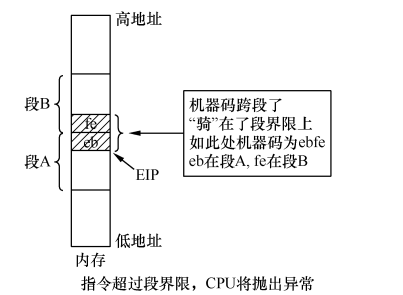 高地址
段B
fe
eb
段A
EIP
机器码跨段了
“骑”在了段界限上
如此处机器码为ebfe
eb在段A, fe在段B
低地址
内存
指令超过段界限，CPU将抛出异常